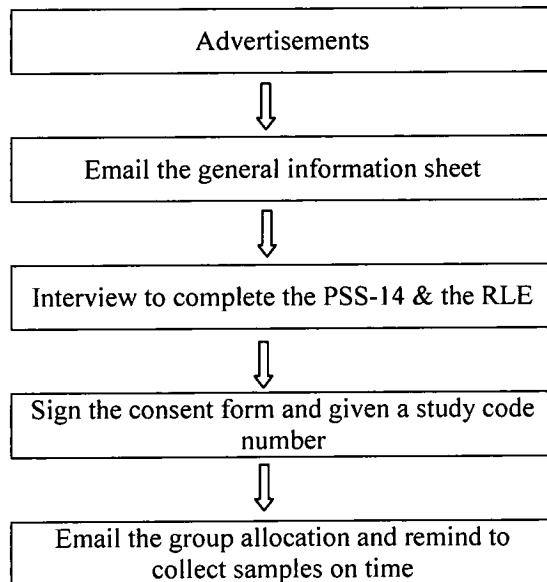 Advertisements
Email the general information sheet
Interview to complete the PSS-14 & the RLE
Sign the consent form and given a study code
number
Email the group allocation and remind to
collect samples on time